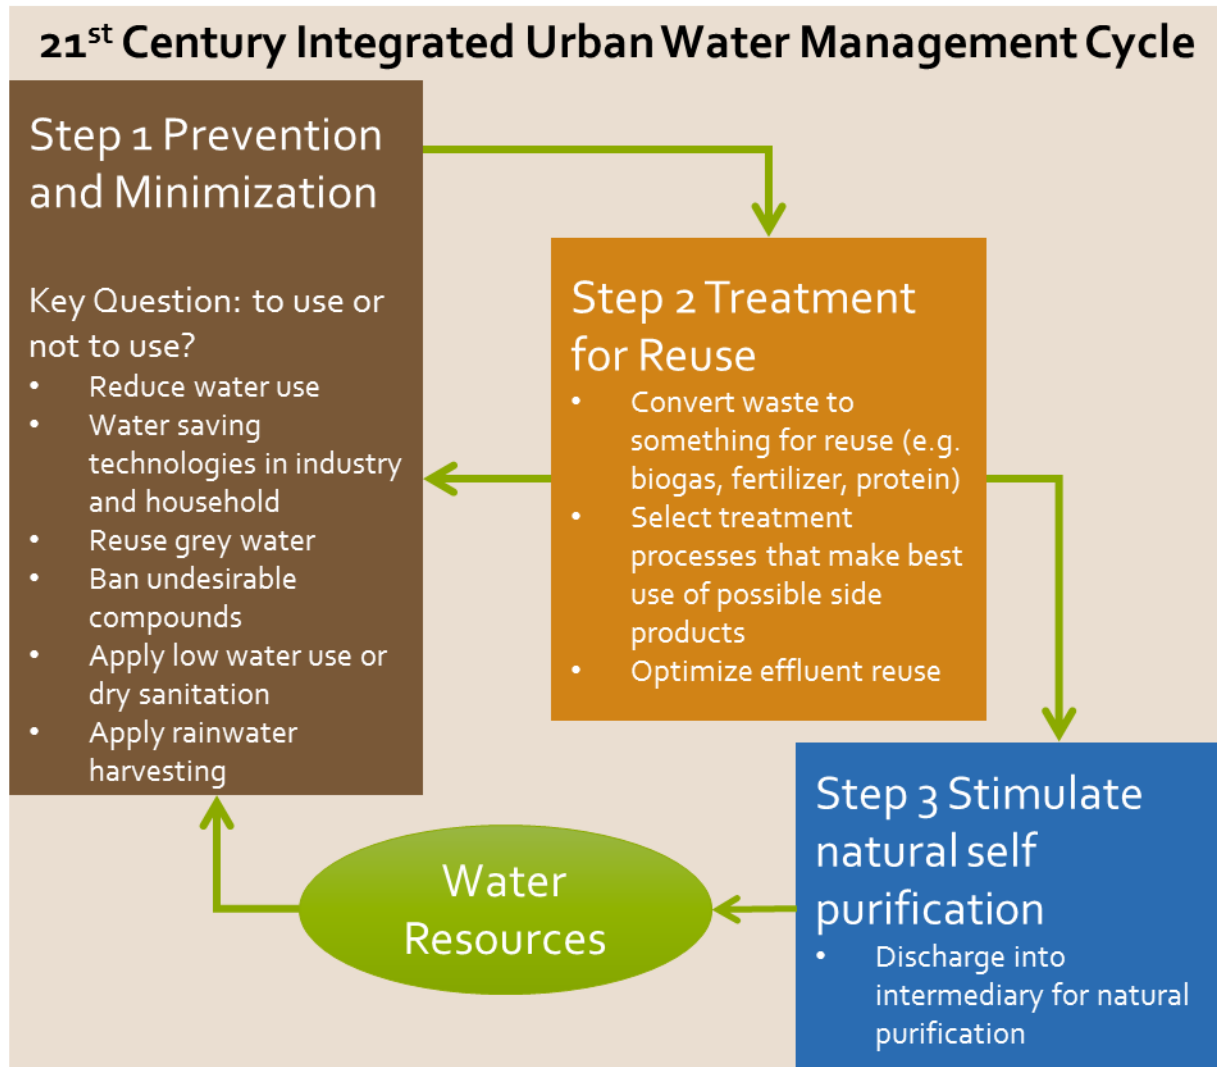 21st Century Integrated Urban Water Management Cycle
Step 1 Prevention
and Minimization
Key Question: to use or
not to use?
• Reduce water use
• Water saving
technologies in industry
and household
• Reuse grey water
• Ban undesirable
compounds
• Apply low water use or
dry sanitation
• Apply rainwater
harvesting
Step 2 Treatment
for Reuse
• Convert waste to
something for reuse (e.g.
biogas, fertilizer, protein)
• Select treatment
processes that make best
use of possible side
products
• Optimize effluent reuse
Step 3 Stimulate
natural self
purification
• Discharge into
intermediary for natural
purification
Water
Resources